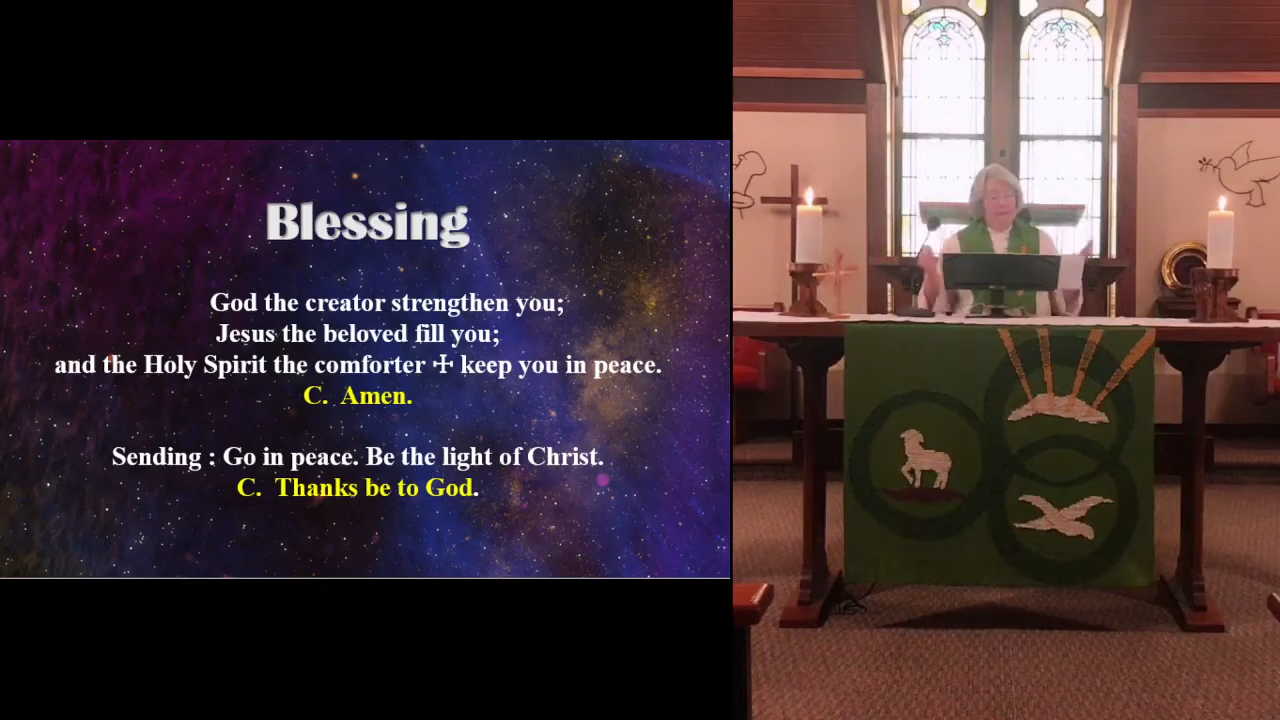 Blessing
God the creator strengthen you;
Jesus the beloved fill you;
and the Holy Spirit the comforter ☩ keep you in peace.
C. Amen.
Sending : Go in peace. Be the light of Christ.
C. Thanks be to God.